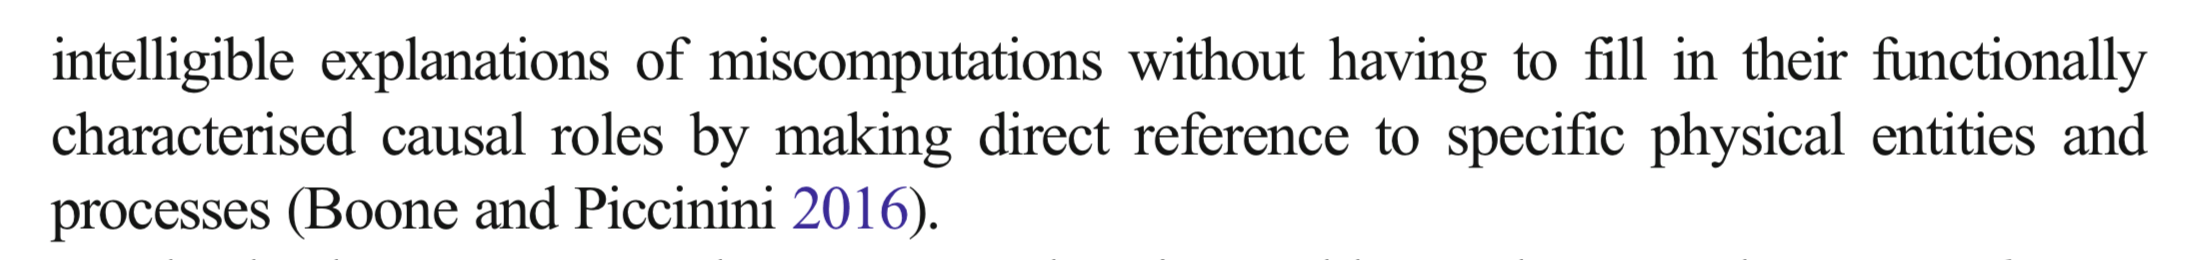 intelligible explanations of miscomputations without having to fill in their functionally
characterised causal roles by making direct reference to specific physical entities and
processes (Boone and Piccinini 2016).